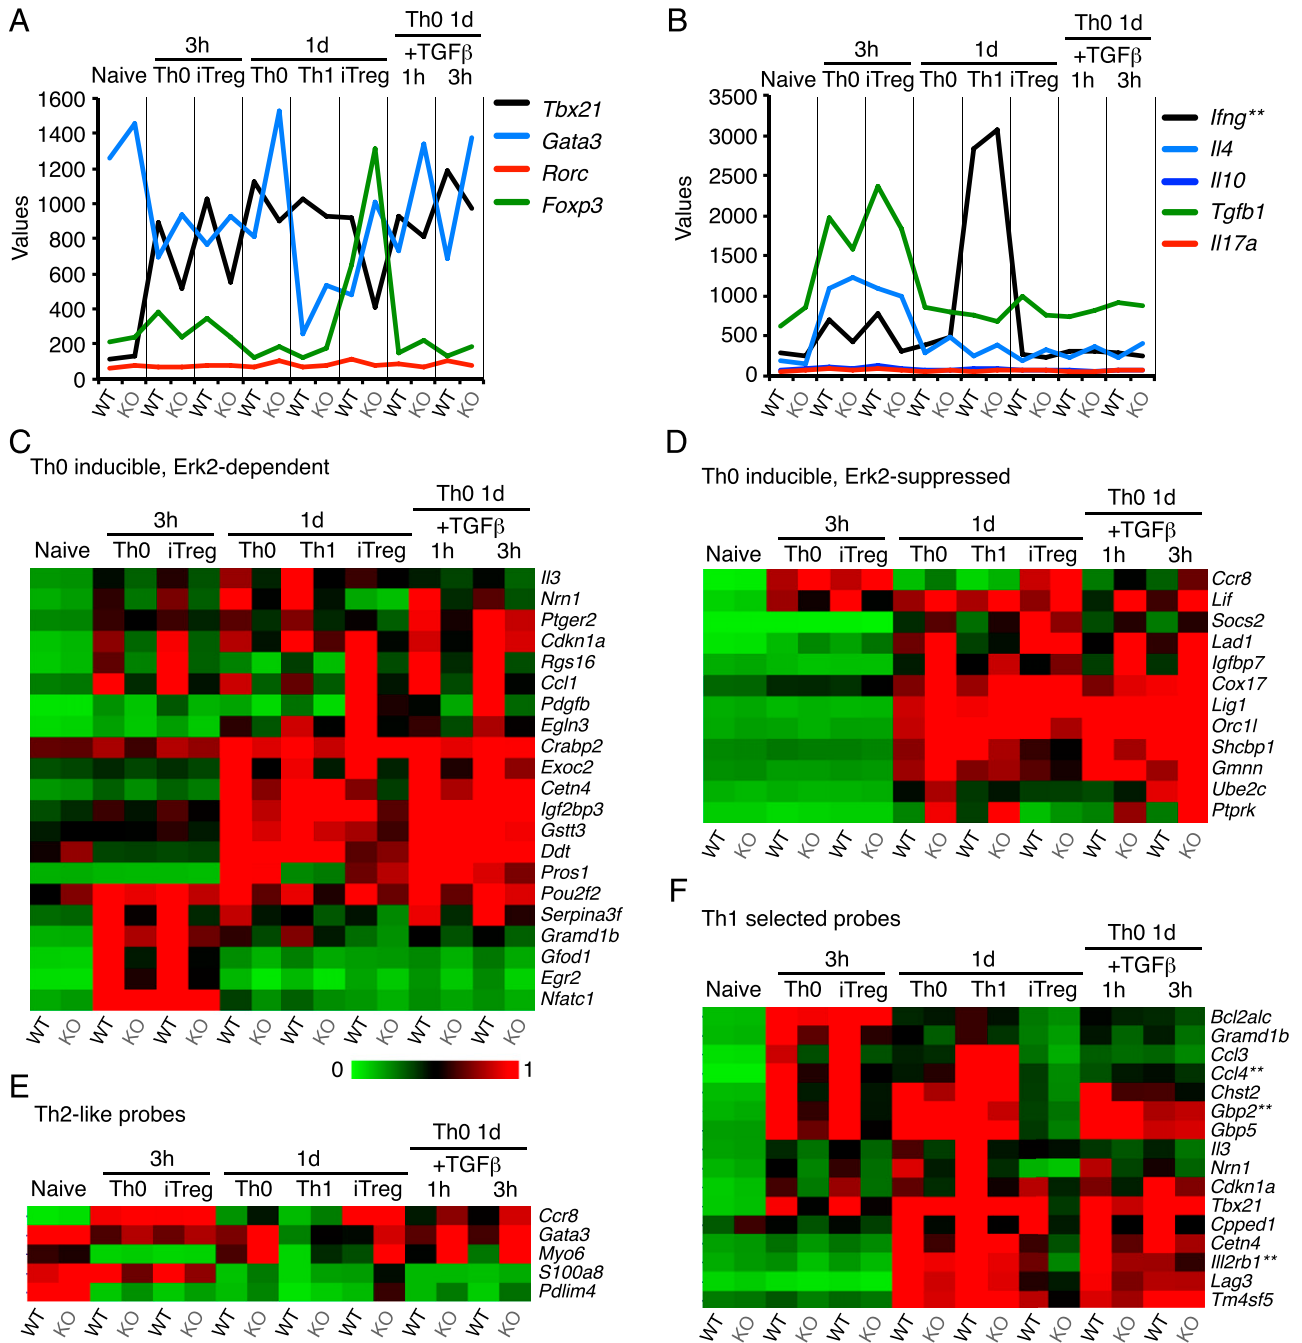 A
Th0 1d
3h
1d
+TGFβ
Naive Th0 iTreg Th0 Th1 iTreg 1h 3h
1600
1400
1200
1000
800
600
400
200
0
Values
WT KO WT KO WT KO WT KO WT KO WT KO WT KO WT KO
Tbx21
Gata3
Rorc
Foxp3
B
Th0 1d
3h
1d
+TGFβ
Naive Th0 iTreg Th0 Th1 iTreg 1h 3h
3500
3000
2500
2000
1500
1000
500
0
Values
WT KO WT KO WT KO WT KO WT KO WT KO WT KO WT KO
Ifng**
Il4
Il10
Tgfb1
Il17a
C
Th0 inducible, Erk2-dependent
Th0 1d
3h
1d
+TGFβ
Naive Th0 iTreg Th0 Th1 iTreg 1h 3h
Il3
Nrn1
Ptger2
Cdkn1a
Rgs16
Ccl1
Pdgfb
Egln3
Crabp2
Exoc2
Cetn4
Igf2bp3
Gstt3
Ddt
Pros1
Pou2f2
Serpina3f
Gramd1b
Gfod1
Egr2
Nfatc1
WT KO WT KO WT KO WT KO WT KO WT KO WT KO WT KO
0 1
D
Th0 inducible, Erk2-suppressed
Th0 1d
3h
1d
+TGFβ
Naive Th0 iTreg Th0 Th1 iTreg 1h 3h
Ccr8
Lif
Socs2
Lad1
Igfbp7
Cox17
Lig1
Orc1l
Shcbp1
Gmnn
Ube2c
Ptprk
WT KO WT KO WT KO WT KO WT KO WT KO WT KO WT KO
E
Th2-like probes
Th0 1d
3h
1d
+TGFβ
Naive Th0 iTreg Th0 Th1 iTreg 1h 3h
Ccr8
Gata3
Myo6
S100a8
Pdlim4
WT KO WT KO WT KO WT KO WT KO WT KO WT KO WT KO
F
Th1 selected probes
Th0 1d
3h
1d
+TGFβ
Naive Th0 iTreg Th0 Th1 iTreg 1h 3h
Bcl2alc
Gramd1b
Ccl3
Ccl4**
Chst2
Gbp2**
Gbp5
Il3
Nrn1
Cdkn1a
Tbx21
Cpped1
Cetn4
Ill2rb1**
Lag3
Tm4sf5
WT KO WT KO WT KO WT KO WT KO WT KO WT KO WT KO